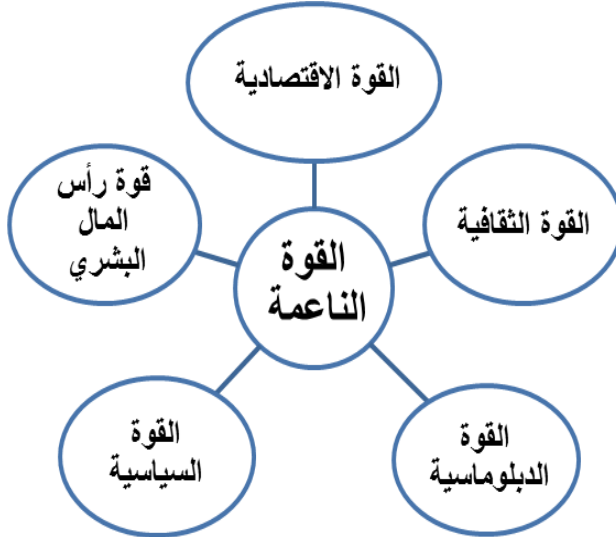 القوة الاقتصادية
القوة الثقافية
قوة رأس
المال
البشري
القوة
الناعمة
القوة
الدبلوماسية
القوة
السياسية